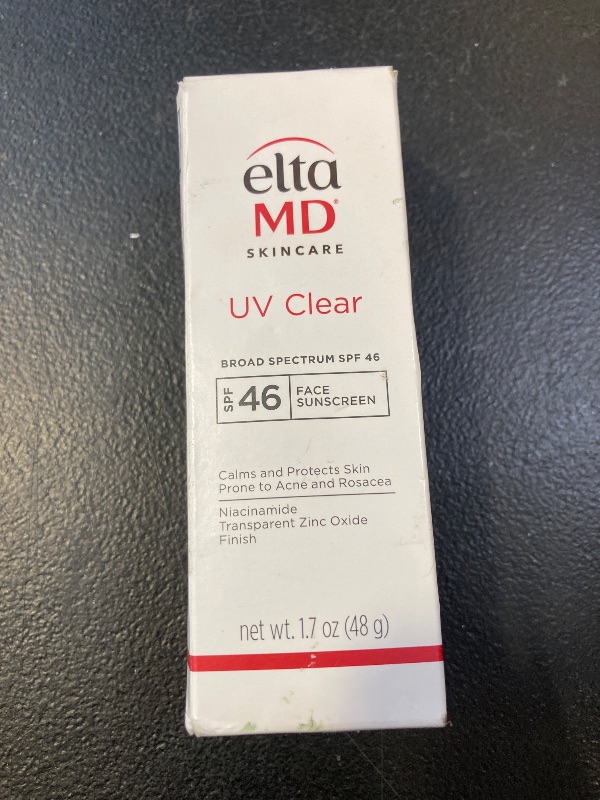 elta
MD®
SKINCARE
UV Clear
BROAD SPECTRUM SPF 46
SPF 46 FACE
SUNSCREEN
Calms and Protects Skin
Prone to Acne and Rosacea
Niacinamide
Transparent Zinc Oxide
Finish
net wt. 1.7 oz (48 g)